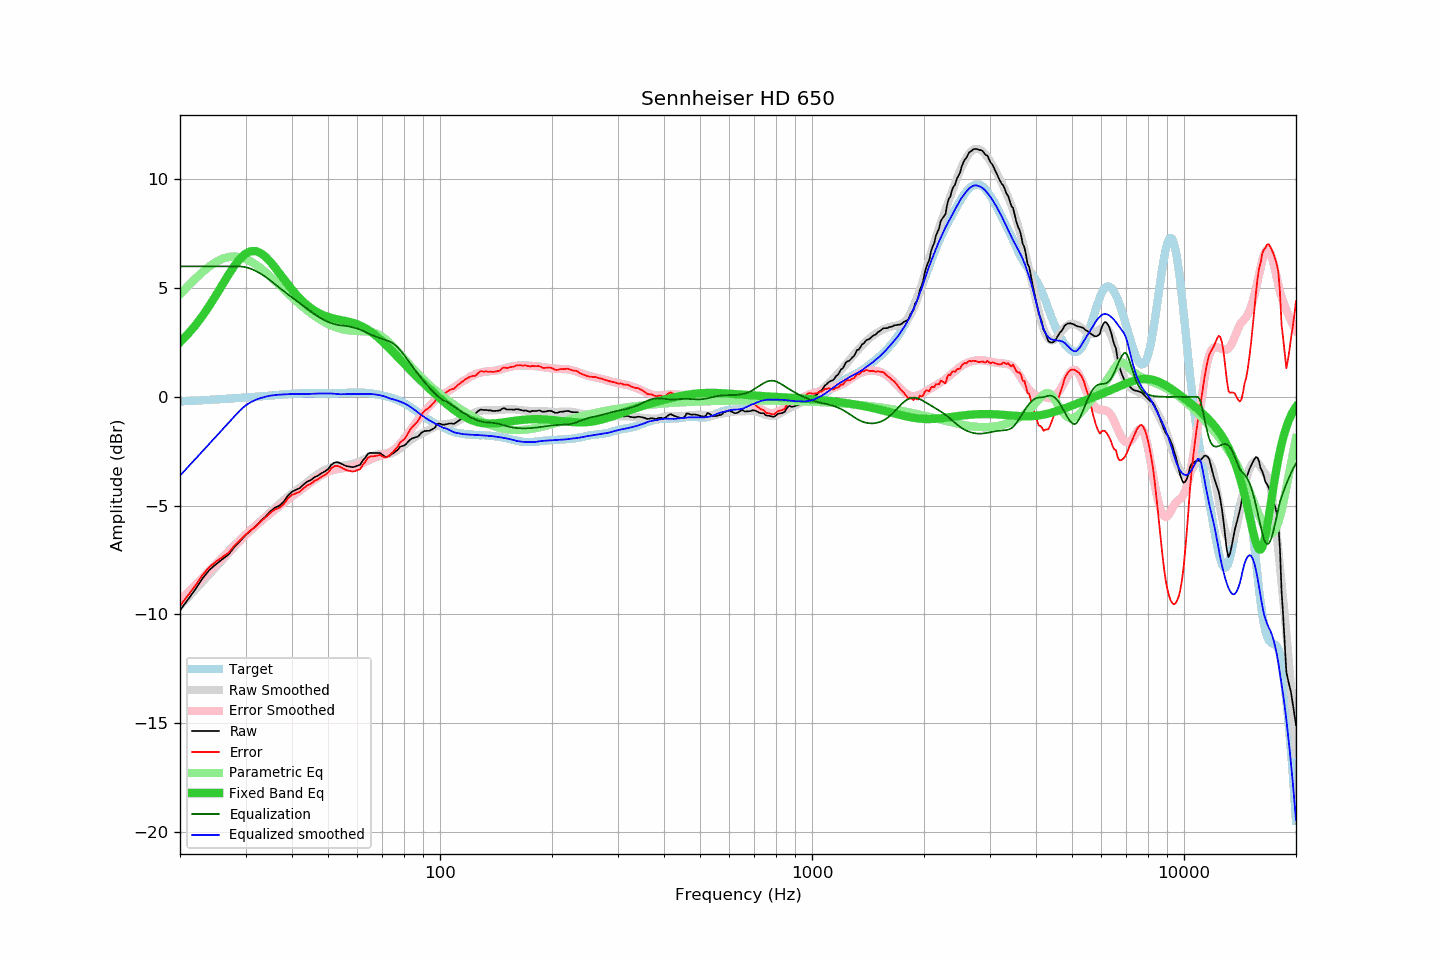 Sennheiser HD 650
Amplitude (dBr)
10
5
0
−5
−10
−15
−20
Target
Raw Smoothed
Error Smoothed
Raw
Error
Parametric Eq
Fixed Band Eq
Equalization
Equalized smoothed
100
1000
10000
Frequency (Hz)